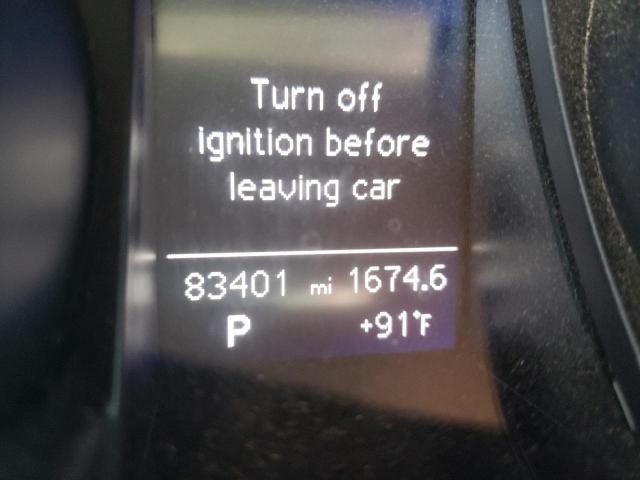 Turn off
ignition before
leaving car
83401 mi 1674.6
P +91°F